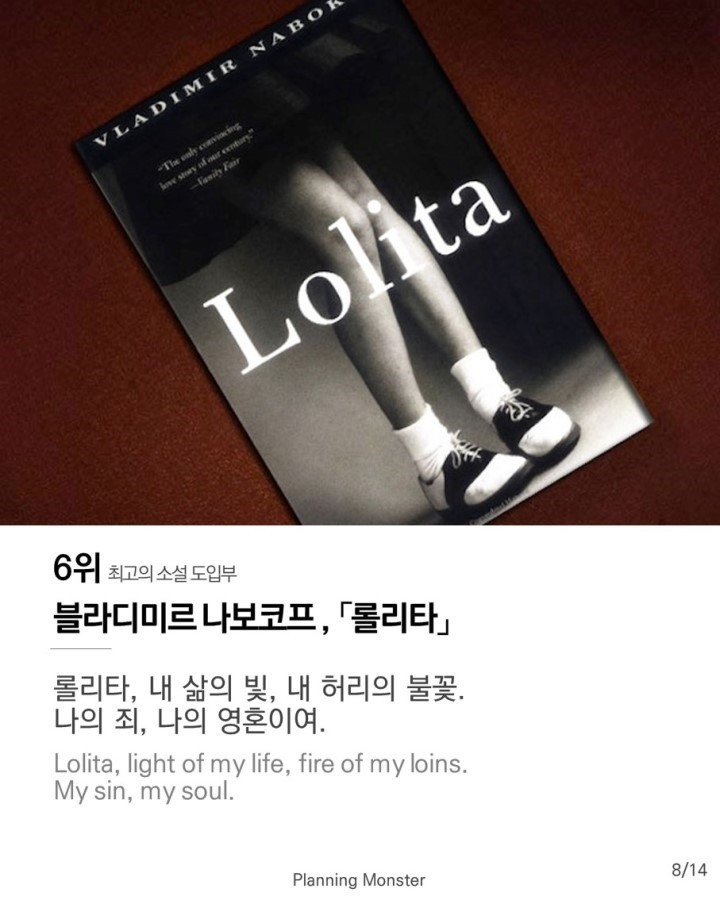 VLADIMIR NABOK
"The only convincing
love story of our century."
—Vanity Fair
Lolita
6위 최고의 소설 도입부
블라디미르 나보코프, 「롤리타」
롤리타, 내 삶의 빛, 내 허리의 불꽃.
나의 죄, 나의 영혼이여.
Lolita, light of my life, fire of my loins.
My sin, my soul.
8/14
Planning Monster